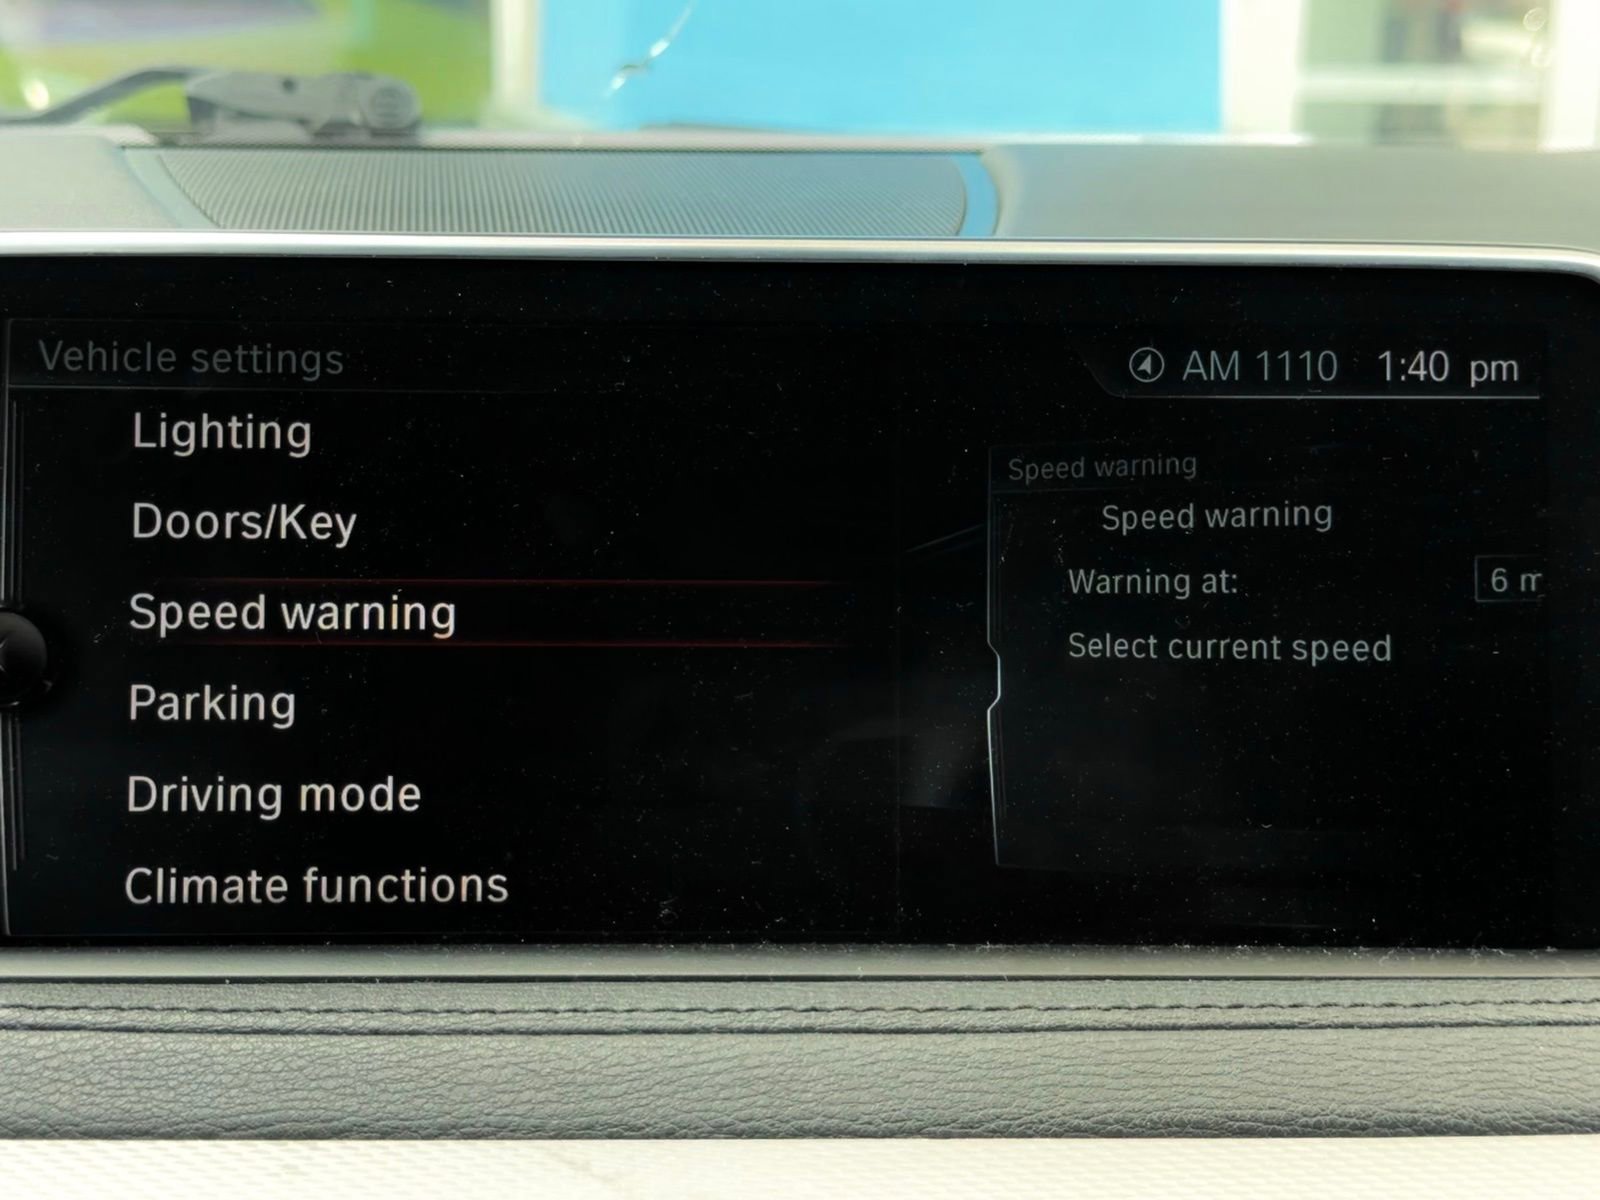 Vehicle settings
AM 1110 1:40 pm
Lighting
Doors/Key
Speed warning
Parking
Driving mode
Climate functions
Speed warning
Speed warning
Warning at: 6
Select current speed